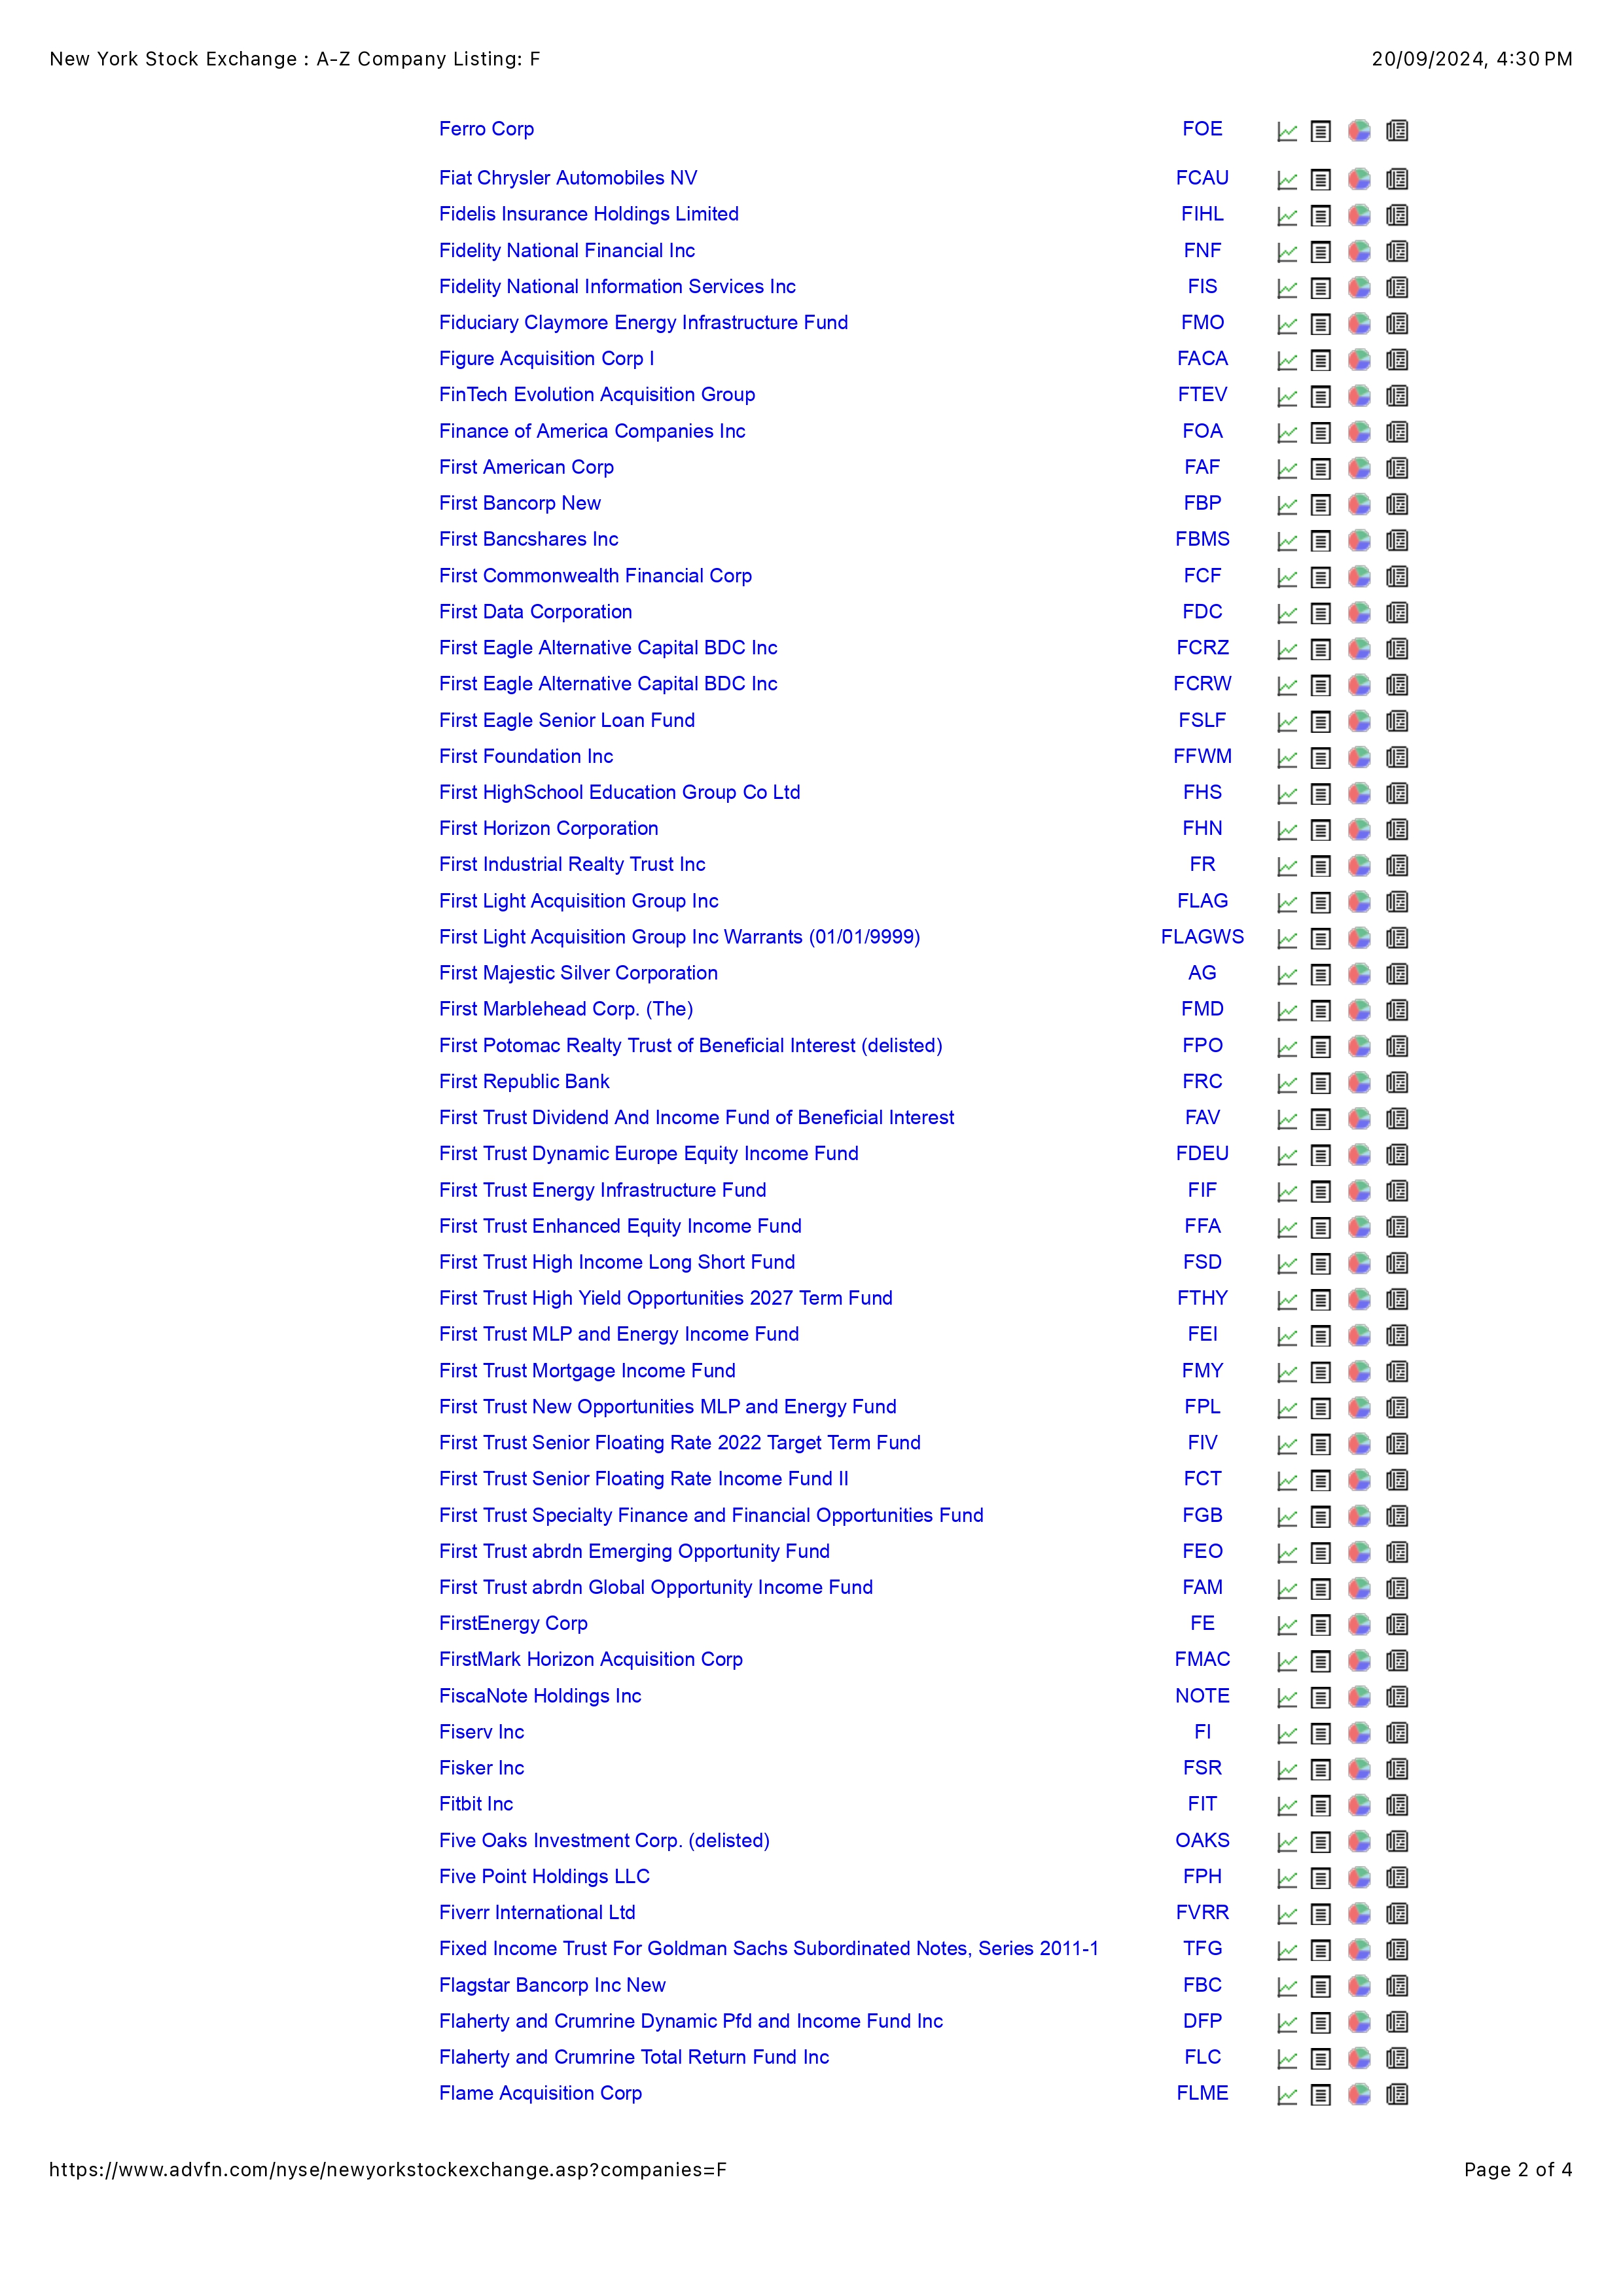 New York Stock Exchange : A-Z Company Listing: F 20/09/2024, 4:30 PM
Ferro Corp FOE
Fiat Chrysler Automobiles NV FCAU
Fidelis Insurance Holdings Limited FIHL
Fidelity National Financial Inc FNF
Fidelity National Information Services Inc FIS
Fiduciary Claymore Energy Infrastructure Fund FMO
Figure Acquisition Corp I FACA
FinTech Evolution Acquisition Group FTEV
Finance of America Companies Inc FOA
First American Corp FAF
First Bancorp New FBP
First Bancshares Inc FBMS
First Commonwealth Financial Corp FCF
First Data Corporation FDC
First Eagle Alternative Capital BDC Inc FCRZ
First Eagle Alternative Capital BDC Inc FCRW
First Eagle Senior Loan Fund FSLF
First Foundation Inc FFWM
First HighSchool Education Group Co Ltd FHS
First Horizon Corporation FHN
First Industrial Realty Trust Inc FR
First Light Acquisition Group Inc FLAG
First Light Acquisition Group Inc Warrants (01/01/9999) FLAGWS
First Majestic Silver Corporation AG
First Marblehead Corp. (The) FMD
First Potomac Realty Trust of Beneficial Interest (delisted) FPO
First Republic Bank FRC
First Trust Dividend And Income Fund of Beneficial Interest FAV
First Trust Dynamic Europe Equity Income Fund FDEU
First Trust Energy Infrastructure Fund FIF
First Trust Enhanced Equity Income Fund FFA
First Trust High Income Long Short Fund FSD
First Trust High Yield Opportunities 2027 Term Fund FTHY
First Trust MLP and Energy Income Fund FEI
First Trust Mortgage Income Fund FMY
First Trust New Opportunities MLP and Energy Fund FPL
First Trust Senior Floating Rate 2022 Target Term Fund FIV
First Trust Senior Floating Rate Income Fund II FCT
First Trust Specialty Finance and Financial Opportunities Fund FGB
First Trust abrdn Emerging Opportunity Fund FEO
First Trust abrdn Global Opportunity Income Fund FAM
FirstEnergy Corp FE
FirstMark Horizon Acquisition Corp FMAC
FiscaNote Holdings Inc NOTE
Fiserv Inc FI
Fisker Inc FSR
Fitbit Inc FIT
Five Oaks Investment Corp. (delisted) OAKS
Five Point Holdings LLC FPH
Fiverr International Ltd FVRR
Fixed Income Trust For Goldman Sachs Subordinated Notes, Series 2011-1 TFG
Flagstar Bancorp Inc New FBC
Flaherty and Crumrine Dynamic Pfd and Income Fund Inc DFP
Flaherty and Crumrine Total Return Fund Inc FLC
Flame Acquisition Corp FLME
https://www.advfn.com/nyse/newyorkstockexchange.asp?companies=F Page 2 of 4